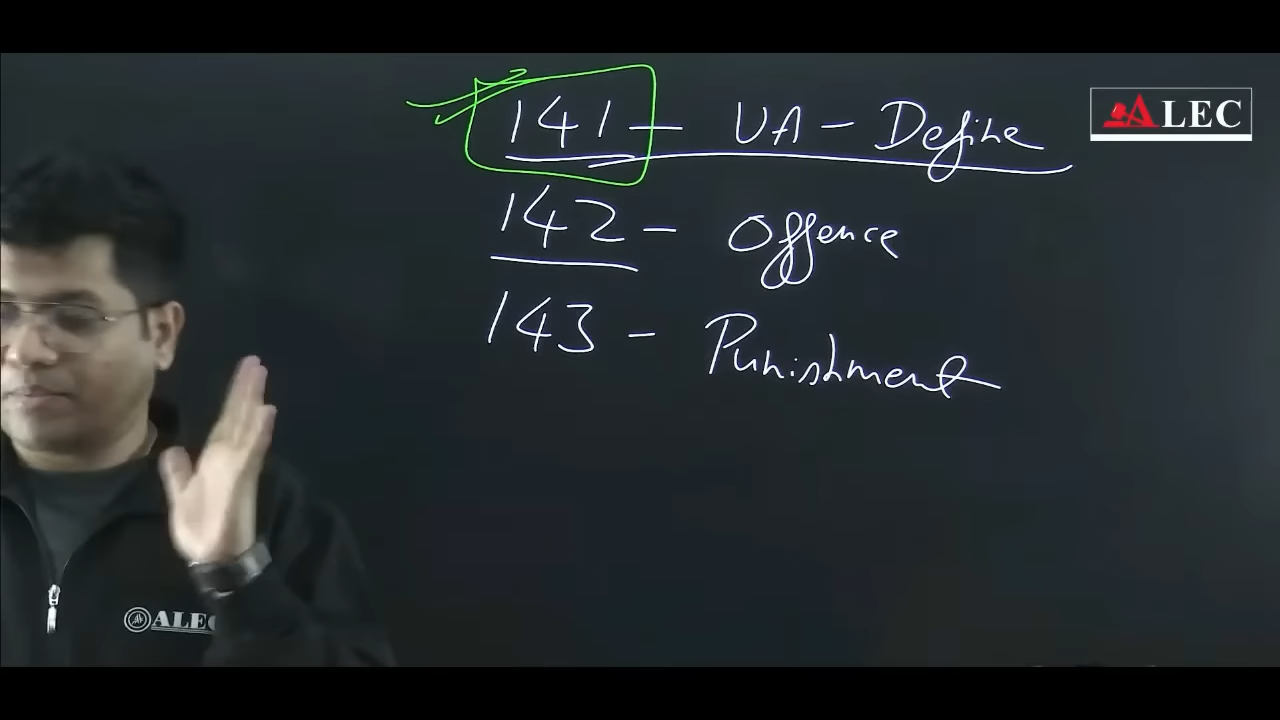 141 — UA - Define
ALEC
142 - Offence
143 - Punishment
ALEC